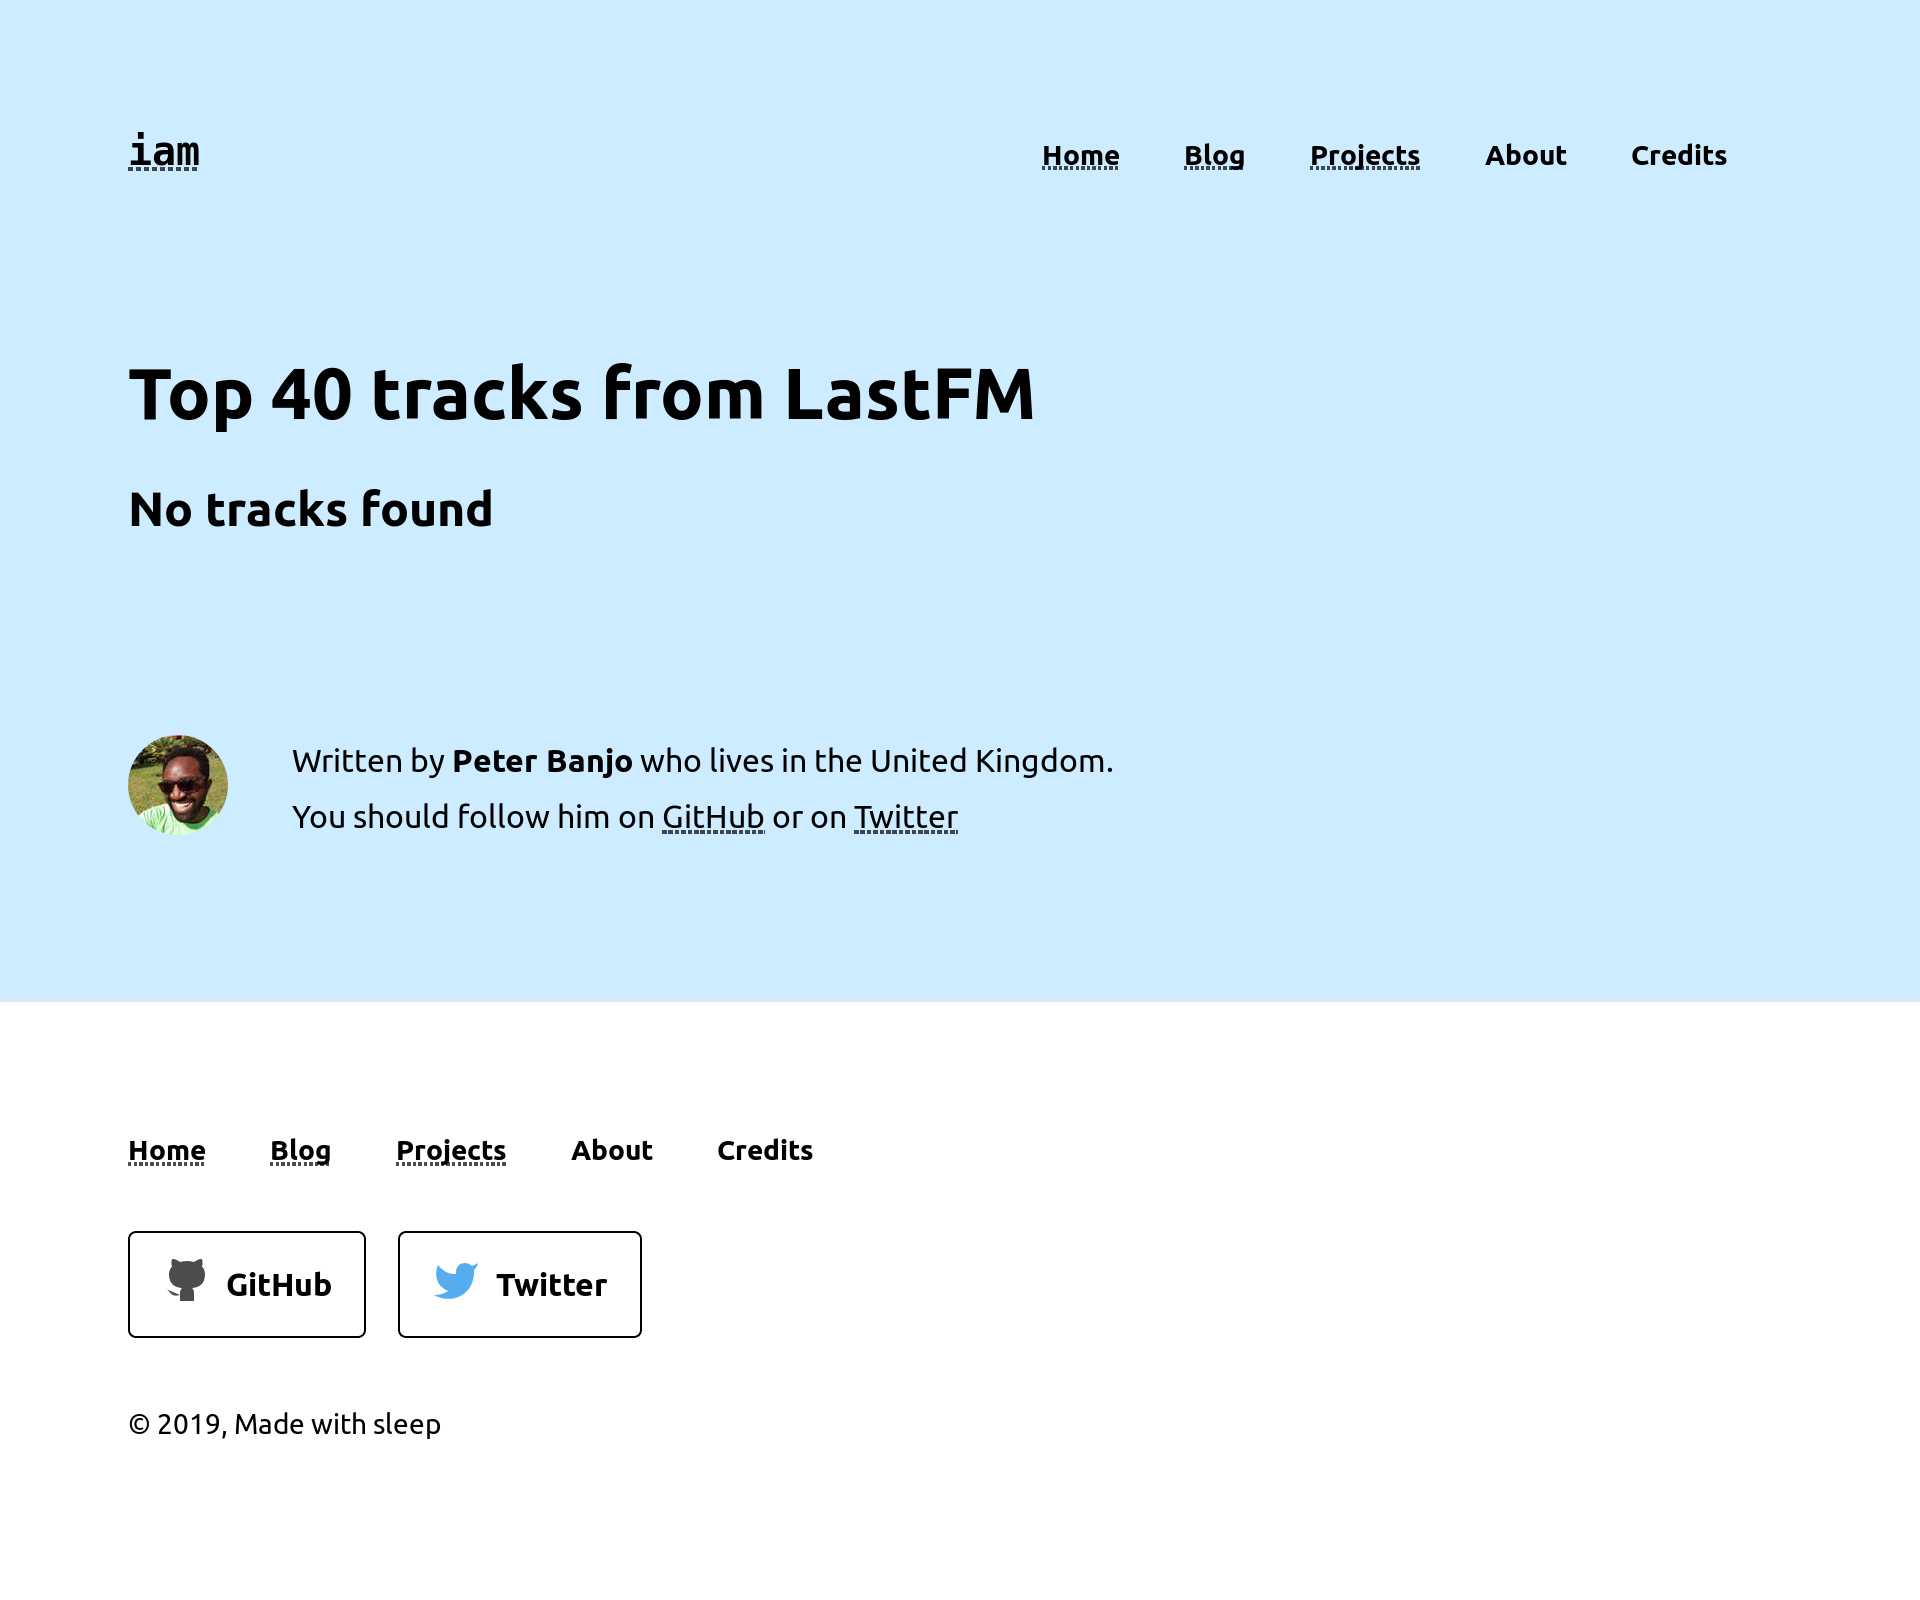 iam
Home Blog Projects About Credits
Top 40 tracks from LastFM
No tracks found
Written by Peter Banjo who lives in the United Kingdom.
You should follow him on GitHub or on Twitter
Home Blog Projects About Credits
GitHub Twitter
© 2019, Made with sleep